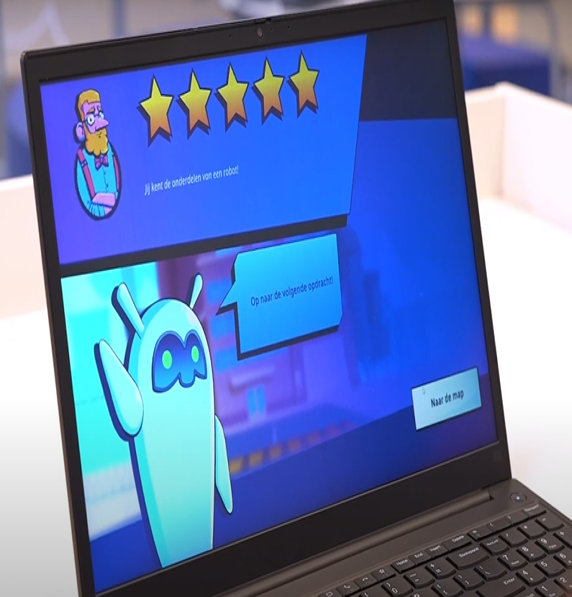 Jij kent de onderdelen van een robot!
Op naar de volgende opdracht!
Naar de map